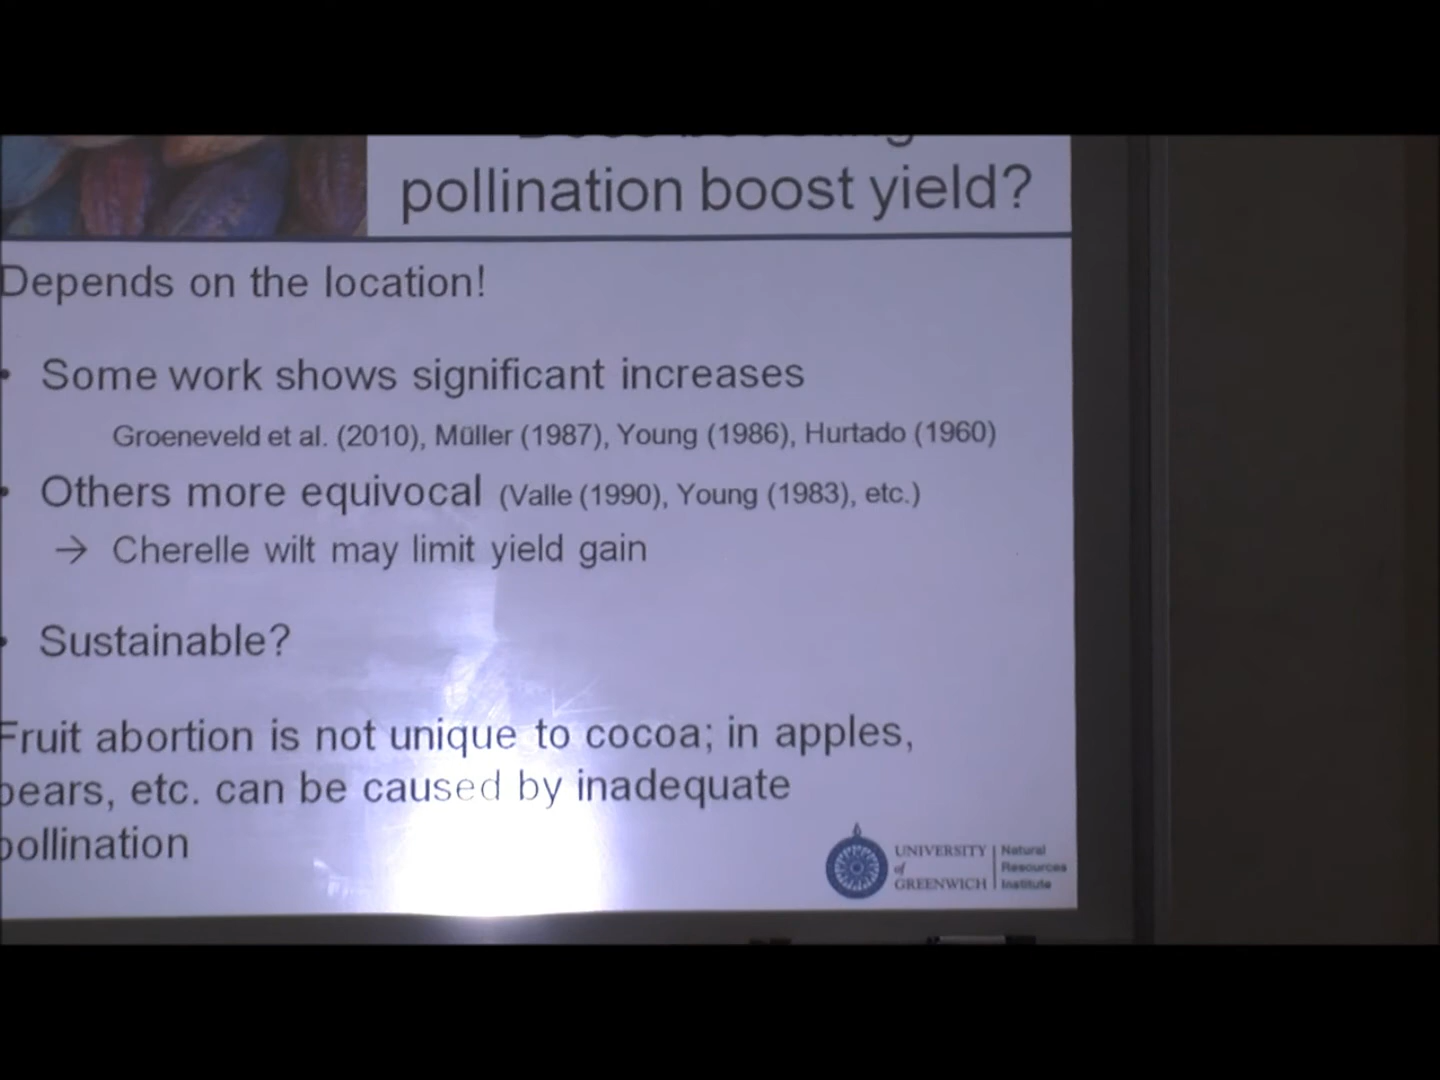 pollination boost yield?
Depends on the location!
• Some work shows significant increases
Groeneveld et al. (2010), Müller (1987), Young (1986), Hurtado (1960)
• Others more equivocal (Valle (1990), Young (1983), etc.)
→ Cherelle wilt may limit yield gain
• Sustainable?
Fruit abortion is not unique to cocoa; in apples,
pears, etc. can be caused by inadequate
pollination
UNIVERSITY
of
GREENWICH
Natural
Resources
Institute